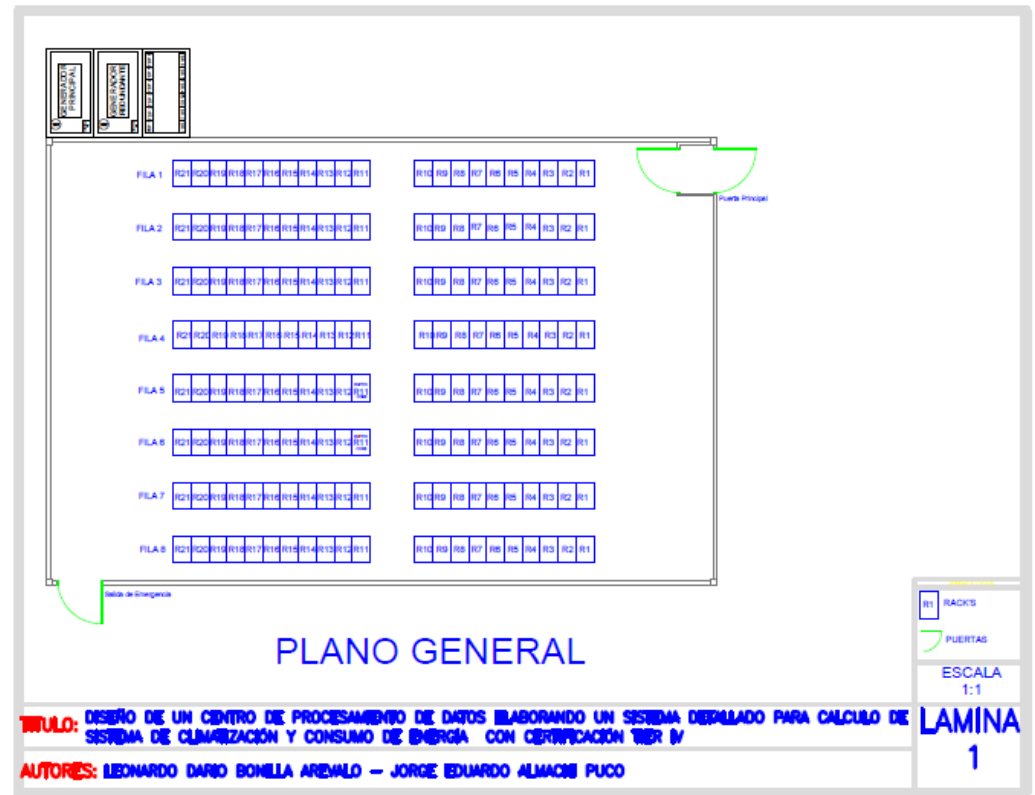 GENERADOR
PRINCIPAL
GENERADOR
REDUNDANTE
FILA 1 R21 R20 R19 R18 R17 R16 R15 R14 R13 R12 R11 R10 R9 R8 R7 R6 R5 R4 R3 R2 R1
Puerta Principal
FILA 2 R21 R20 R19 R18 R17 R16 R15 R14 R13 R12 R11 R10 R9 R8 R7 R6 R5 R4 R3 R2 R1
FILA 3 R21 R20 R19 R18 R17 R16 R15 R14 R13 R12 R11 R10 R9 R8 R7 R6 R5 R4 R3 R2 R1
FILA 4 R21 R20 R19 R18 R17 R16 R15 R14 R13 R12 R11 R10 R9 R8 R7 R6 R5 R4 R3 R2 R1
FILA 5 R21 R20 R19 R18 R17 R16 R15 R14 R13 R12 R11 R10 R9 R8 R7 R6 R5 R4 R3 R2 R1
FILA 6 R21 R20 R19 R18 R17 R16 R15 R14 R13 R12 R11 R10 R9 R8 R7 R6 R5 R4 R3 R2 R1
FILA 7 R21 R20 R19 R18 R17 R16 R15 R14 R13 R12 R11 R10 R9 R8 R7 R6 R5 R4 R3 R2 R1
FILA 8 R21 R20 R19 R18 R17 R16 R15 R14 R13 R12 R11 R10 R9 R8 R7 R6 R5 R4 R3 R2 R1
Salida de Emergencia
PLANO GENERAL
R1 RACK'S
PUERTAS
ESCALA
1:1
TITULO: DISEÑO DE UN CENTRO DE PROCESAMIENTO DE DATOS ELABORANDO UN SISTEMA DETALLADO PARA CALCULO DE
SISTEMA DE CLIMATIZACIÓN Y CONSUMO DE ENERGÍA CON CERTIFICACIÓN TIER IV
LAMINA
1
AUTORES: LEONARDO DARIO BONILLA AREVALO – JORGE EDUARDO ALMACHI PUCO